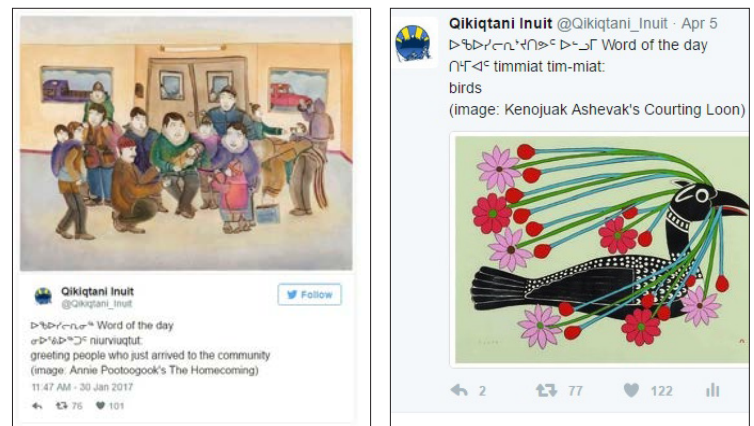 Qikiqtani Inuit
@Qikiqtani_Inuit
Follow
Word of the day
niurviuqtut:
greeting people who just arrived to the community
(image: Annie Pootoogook's The Homecoming)
11:47 AM - 30 Jan 2017
76 101
Qikiqtani Inuit @Qikiqtani_Inuit · Apr 5
Word of the day
ᑎᖕᒥᐊᑦ timmiat tim-miat:
birds
(image: Kenojuak Ashevak's Courting Loon)
2 77 122